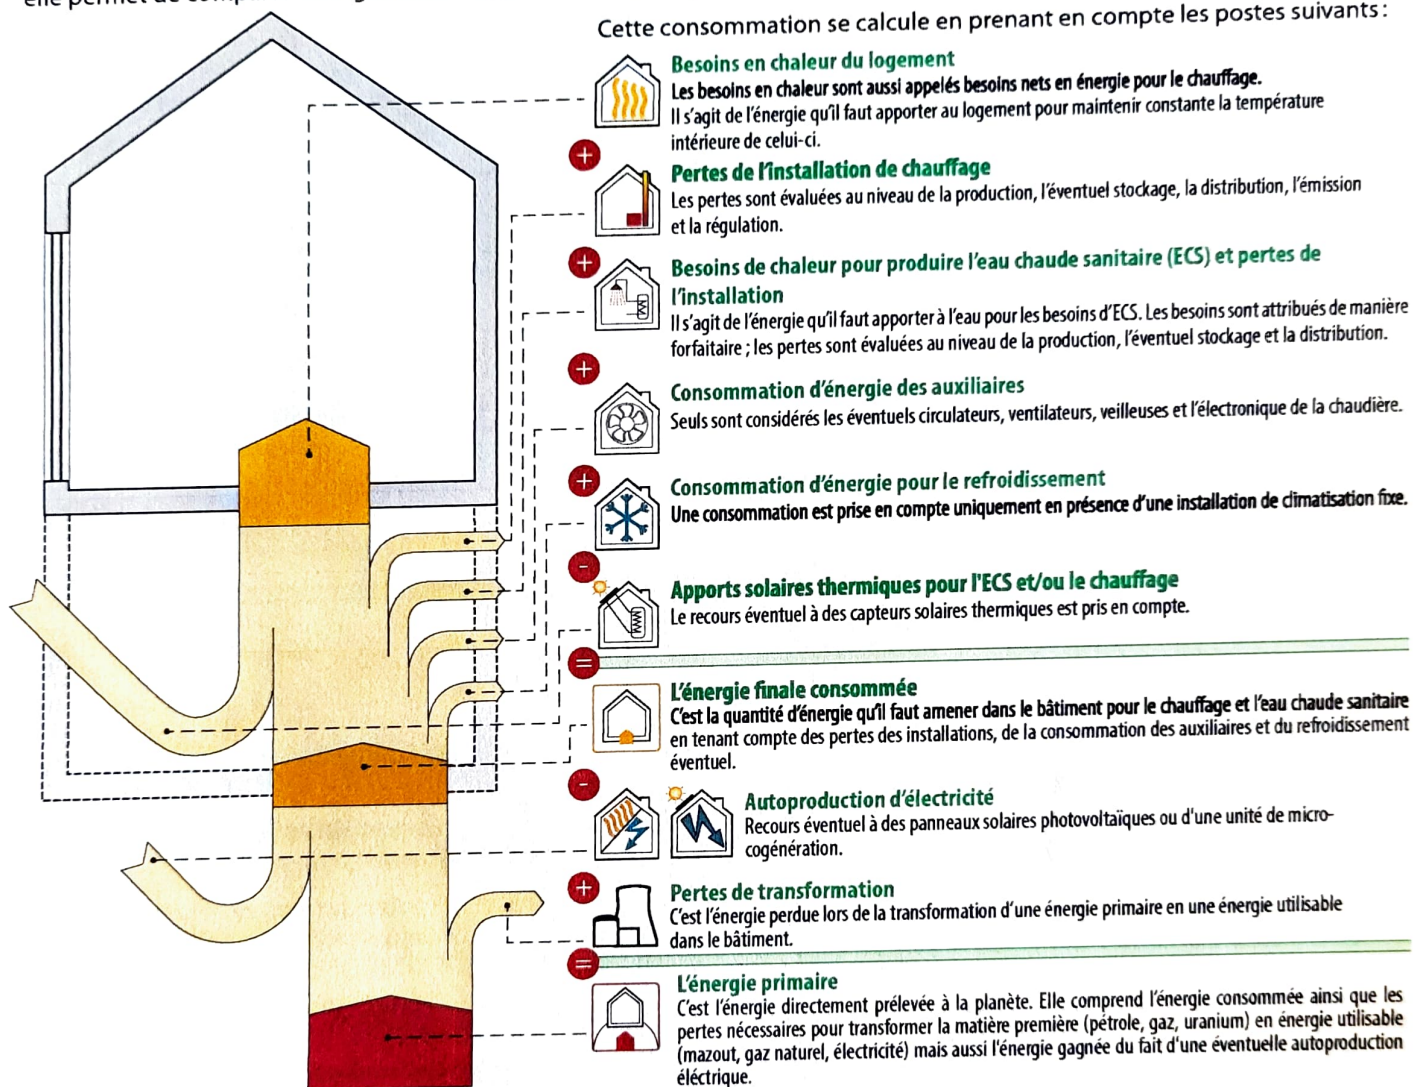 elle permet de
Cette consommation se calcule en prenant en compte les postes suivants :
Besoins en chaleur du logement
Les besoins en chaleur sont aussi appelés besoins nets en énergie pour le chauffage.
Il s'agit de l'énergie qu'il faut apporter au logement pour maintenir constante la température
intérieure de celui-ci.
+
Pertes de l'installation de chauffage
Les pertes sont évaluées au niveau de la production, l'éventuel stockage, la distribution, l'émission
et la régulation.
+
Besoins de chaleur pour produire l'eau chaude sanitaire (ECS) et pertes de
l'installation
Il s'agit de l'énergie qu'il faut apporter à l'eau pour les besoins d'ECS. Les besoins sont attribués de manière
forfaitaire ; les pertes sont évaluées au niveau de la production, l'éventuel stockage et la distribution.
+
Consommation d'énergie des auxiliaires
Seuls sont considérés les éventuels circulateurs, ventilateurs, veilleuses et l'électronique de la chaudière.
+
Consommation d'énergie pour le refroidissement
Une consommation est prise en compte uniquement en présence d'une installation de climatisation fixe.
-
Apports solaires thermiques pour l'ECS et/ou le chauffage
Le recours éventuel à des capteurs solaires thermiques est pris en compte.
=
L'énergie finale consommée
C'est la quantité d'énergie qu'il faut amener dans le bâtiment pour le chauffage et l'eau chaude sanitaire
en tenant compte des pertes des installations, de la consommation des auxiliaires et du refroidissement
éventuel.
-
Autoproduction d'électricité
Recours éventuel à des panneaux solaires photovoltaïques ou d'une unité de micro-
cogénération.
+
Pertes de transformation
C'est l'énergie perdue lors de la transformation d'une énergie primaire en une énergie utilisable
dans le bâtiment.
=
L'énergie primaire
C'est l'énergie directement prélevée à la planète. Elle comprend l'énergie consommée ainsi que les
pertes nécessaires pour transformer la matière première (pétrole, gaz, uranium) en énergie utilisable
(mazout, gaz naturel, électricité) mais aussi l'énergie gagnée du fait d'une éventuelle autoproduction
éléctrique.